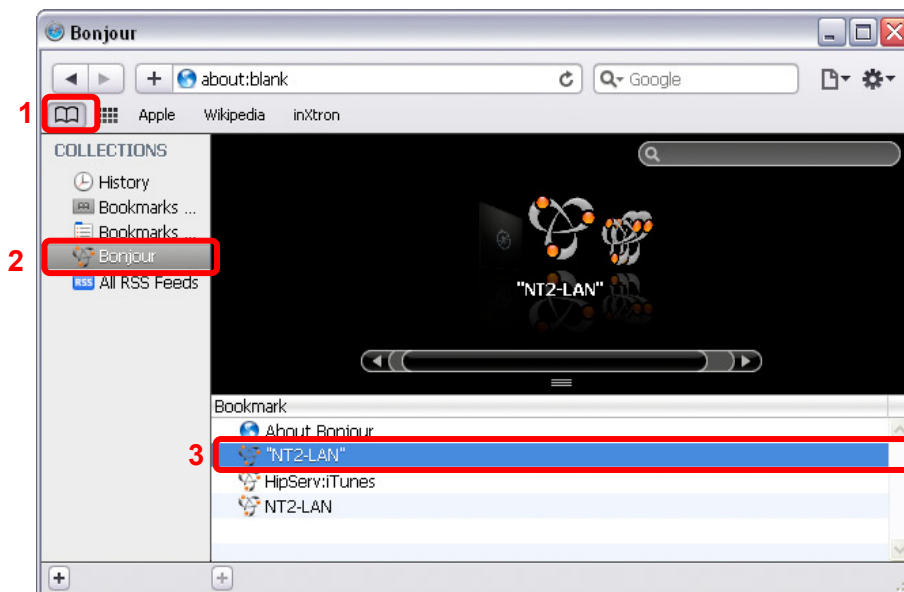 Bonjour
about:blank
Google
1
Apple Wikipedia inXtron
COLLECTIONS
History
Bookmarks ...
Bookmarks ...
2
Bonjour
RSS All RSS Feeds
"NT2-LAN"
Bookmark
About Bonjour
3
"NT2-LAN"
HipServ:iTunes
NT2-LAN